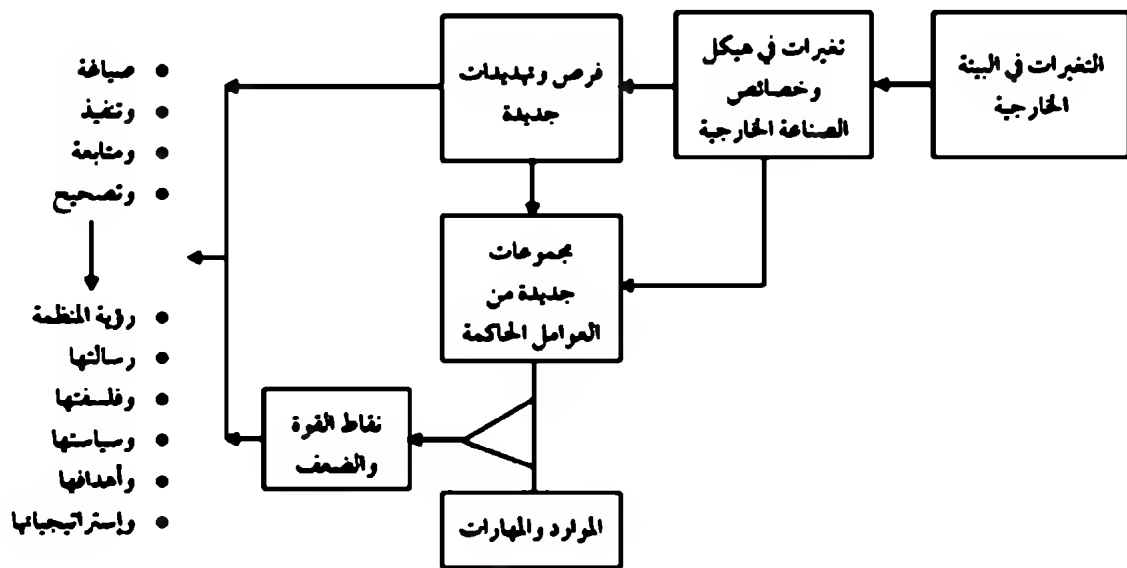 التغيرات في البيئة
الخارجية
تغيرات في هيكل
وخصائص
الصناعة الخارجية
فرص وتهديدات
جديدة
مجموعات
جديدة من
العوامل الحاكمة
نقاط القوة
والضعف
الموارد والمهارات
• صياغة
• وتنفيذ
• ومتابعة
• وتصحيح
• رؤية المنظمة
• رسالتها
• وفلسفتها
• وسياستها
• وأهدافها
• وإستراتيجياتها